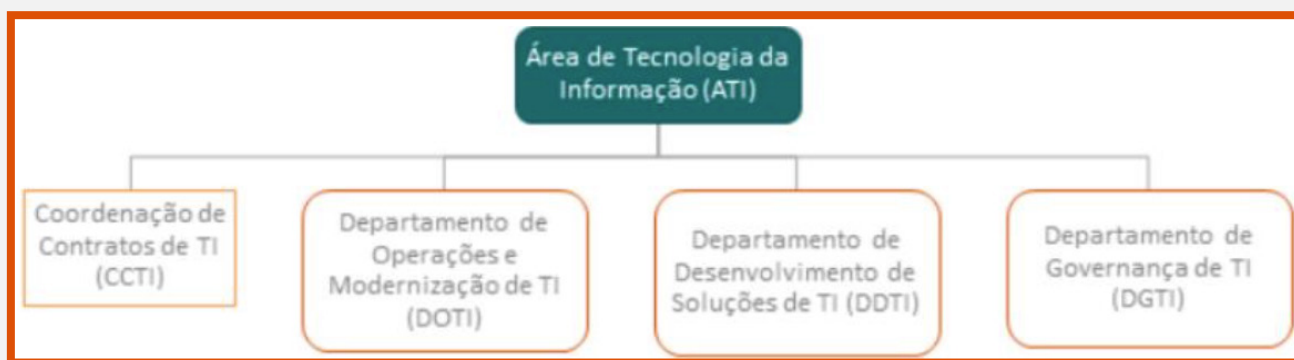 Área de Tecnologia da
Informação (ATI)
Coordenação de
Contratos de TI
(CCTI)
Departamento de
Operações e
Modernização de TI
(DOTI)
Departamento de
Desenvolvimento de
Soluções de TI (DDTI)
Departamento de
Governança de TI
(DGTI)